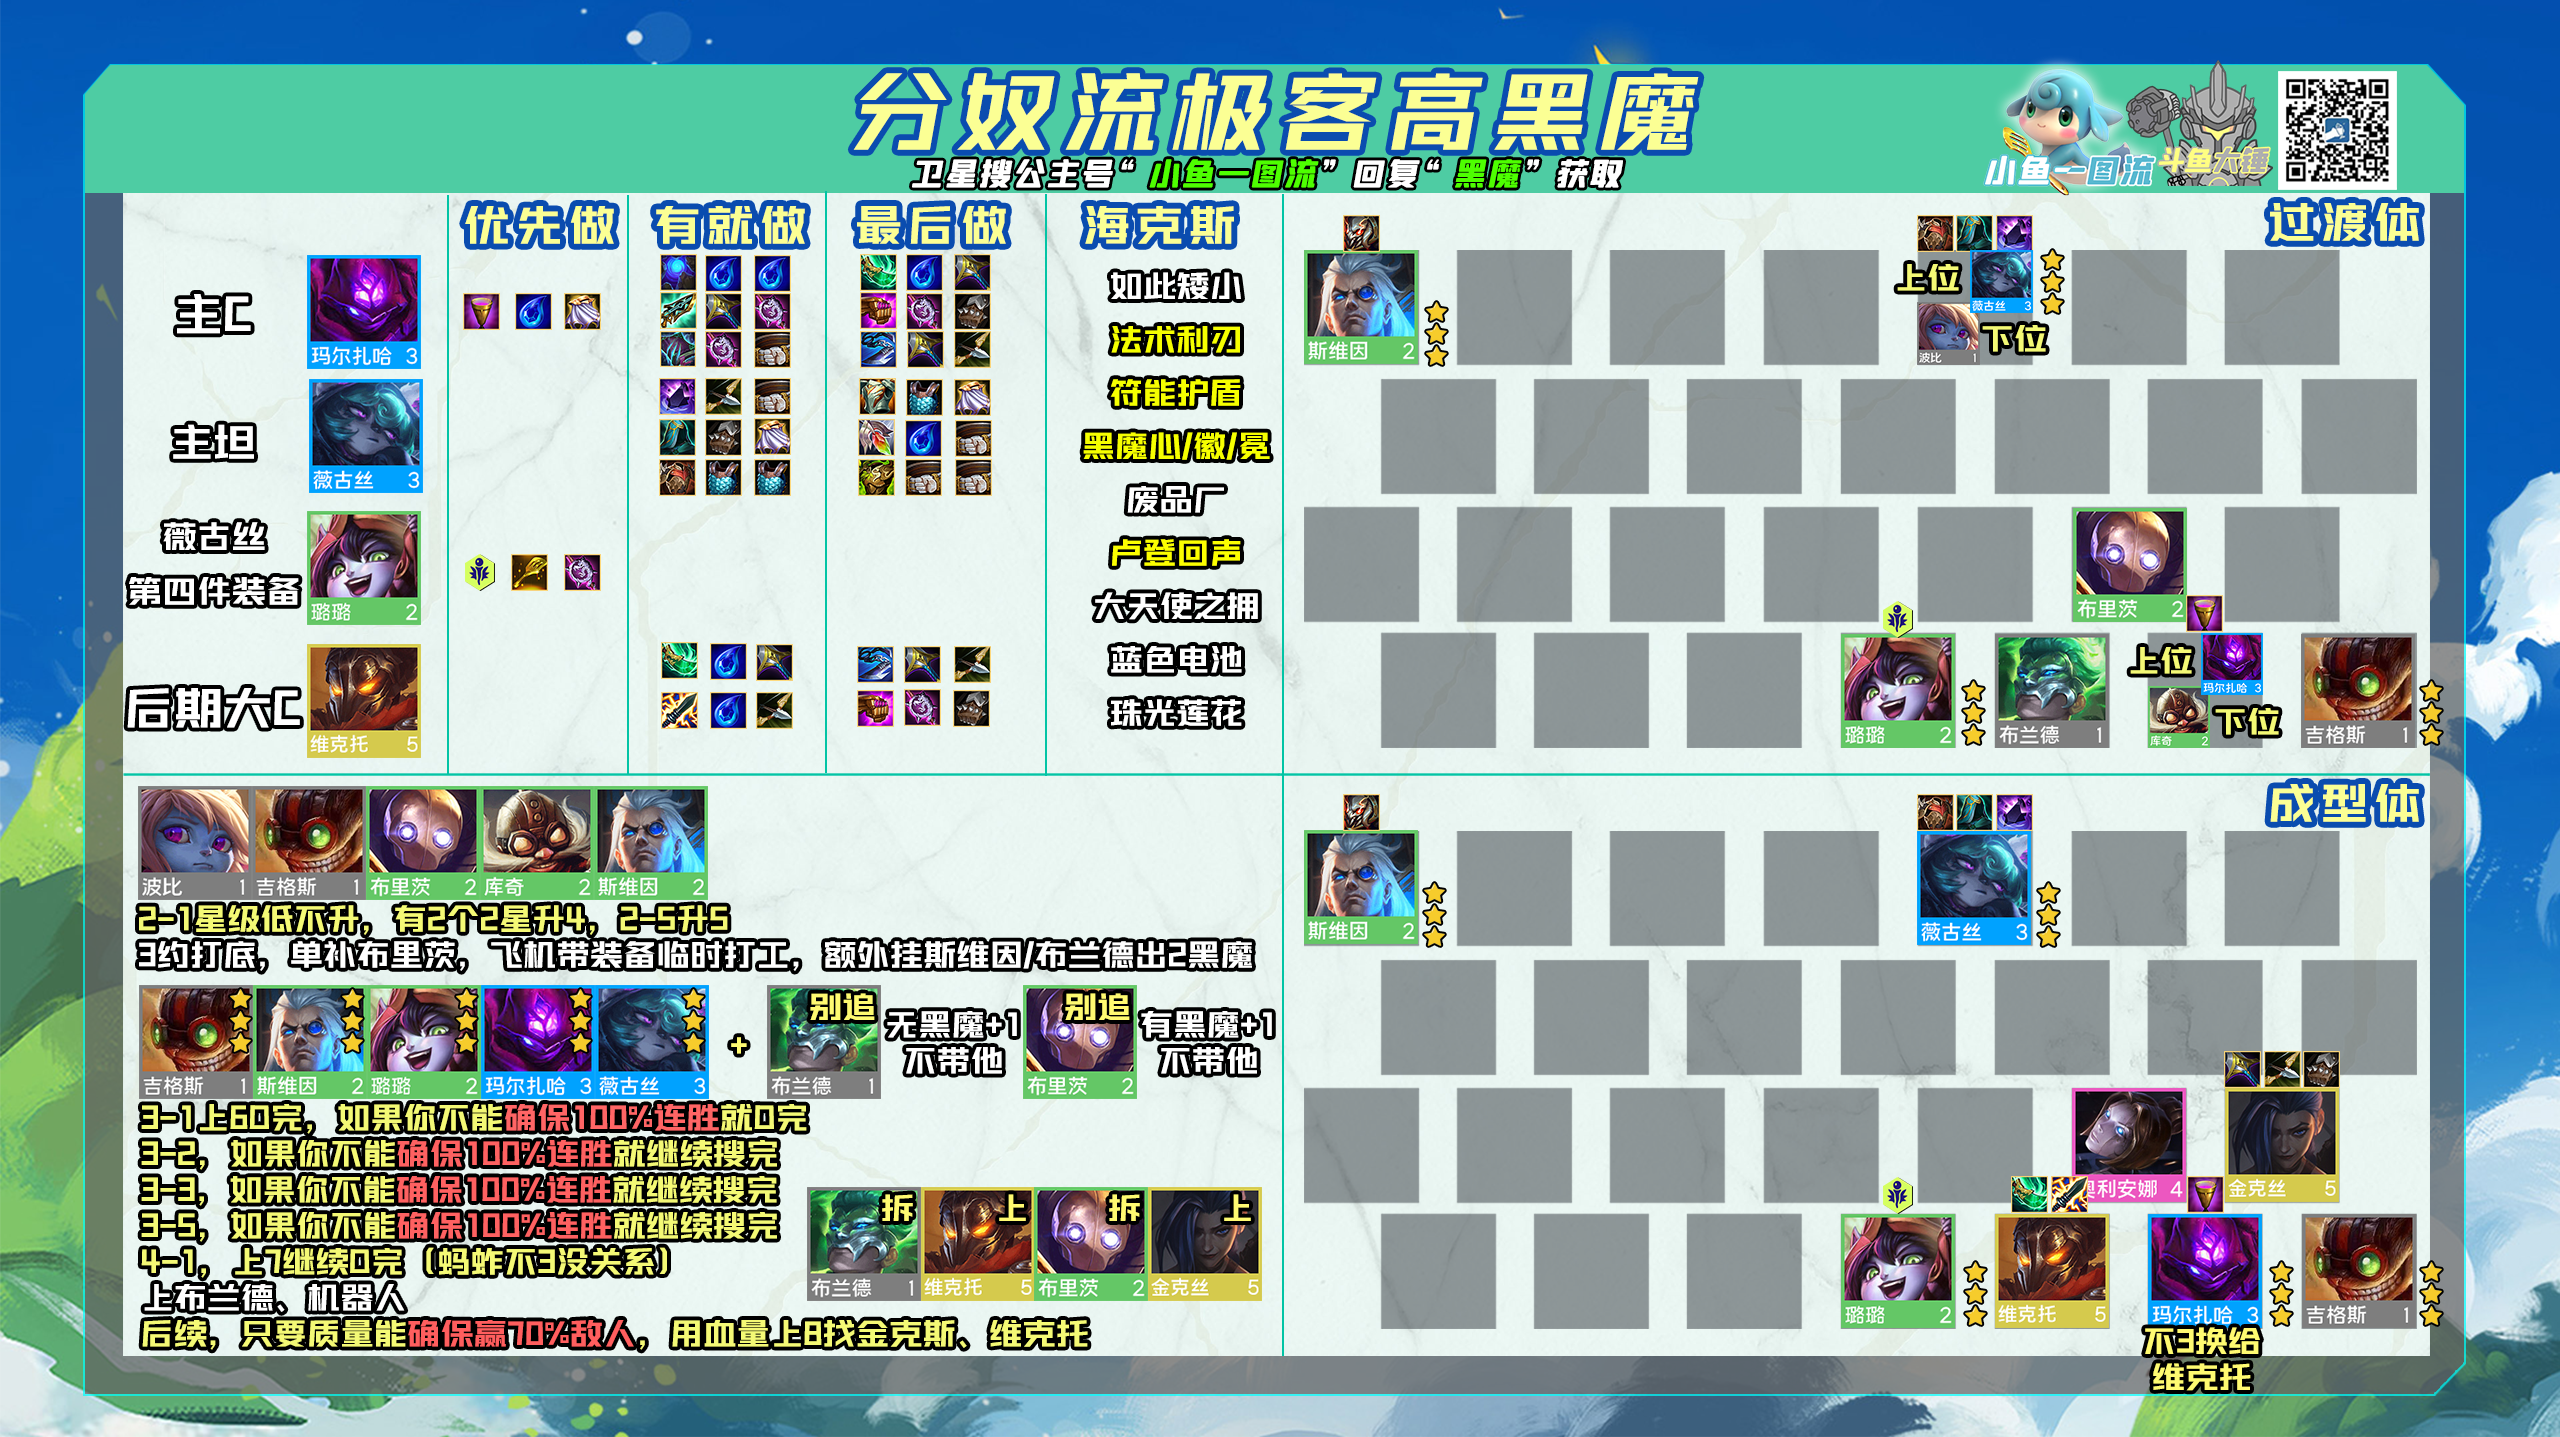 分奴流极客高黑魔
卫星搜公主号“小鱼一图流”回复“黑魔”获取
小鱼一图流
斗鱼大锤
优先做
有就做
最后做
海克斯
过渡体
主C
玛尔扎哈 3
主坦
薇古丝 3
薇古丝
第四件装备
璐璐 2
后期大C
维克托 5
如此矮小
法术利刃
符能护盾
黑魔心/徽/冕
废品厂
卢登回声
大天使之拥
蓝色电池
珠光莲花
斯维因 2
上位
薇古丝 3
波比 1
下位
布里茨 2
璐璐 2
布兰德 1
上位
玛尔扎哈 3
库奇 2
下位
吉格斯 1
波比 1
吉格斯 1
布里茨 2
库奇 2
斯维因 2
2-1星级低不升，有2个2星升4，2-5升5
3约打底，单补布里茨，飞机带装备临时打工，额外挂斯维因/布兰德出2黑魔
吉格斯 1
斯维因 2
璐璐 2
玛尔扎哈 3
薇古丝 3
+
别追
布兰德 1
无黑魔+1
不带他
别追
布里茨 2
有黑魔+1
不带他
3-1上6D完，如果你不能确保100%连胜就D完
3-2，如果你不能确保100%连胜就继续搜完
3-3，如果你不能确保100%连胜就继续搜完
3-5，如果你不能确保100%连胜就继续搜完
4-1，上7继续D完（蚂蚱不3没关系）
上布兰德、机器人
后续，只要质量能确保赢70%敌人，用血量上8找金克斯、维克托
拆
布兰德 1
上
维克托 5
拆
布里茨 2
上
金克丝 5
成型体
斯维因 2
薇古丝 3
奥利安娜 4
金克丝 5
璐璐 2
维克托 5
玛尔扎哈 3
吉格斯 1
不3换给
维克托